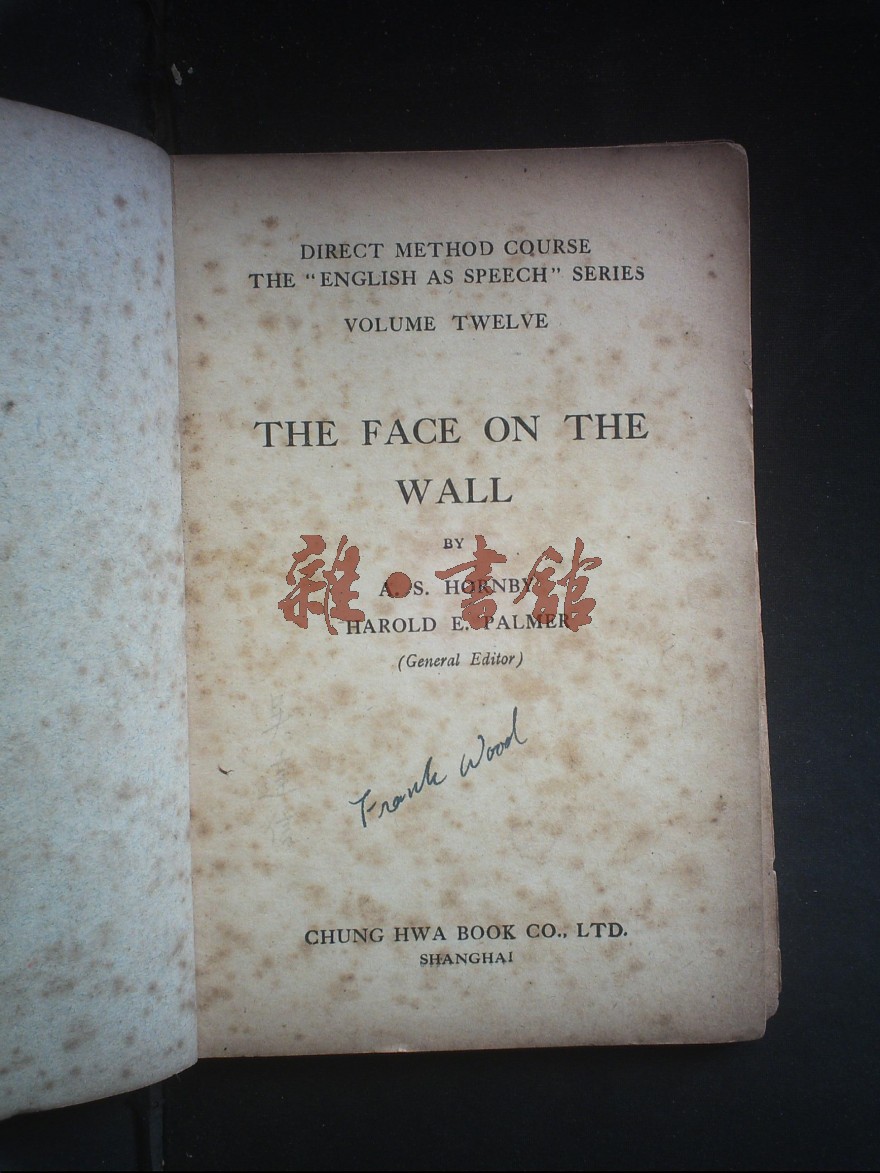 DIRECT METHOD COURSE
THE “ENGLISH AS SPEECH” SERIES
VOLUME TWELVE
THE FACE ON THE
WALL
BY
雜·書館
A. S. HORNBY
HAROLD E. PALMER
(General Editor)
Frank Wood
CHUNG HWA BOOK CO., LTD.
SHANGHAI